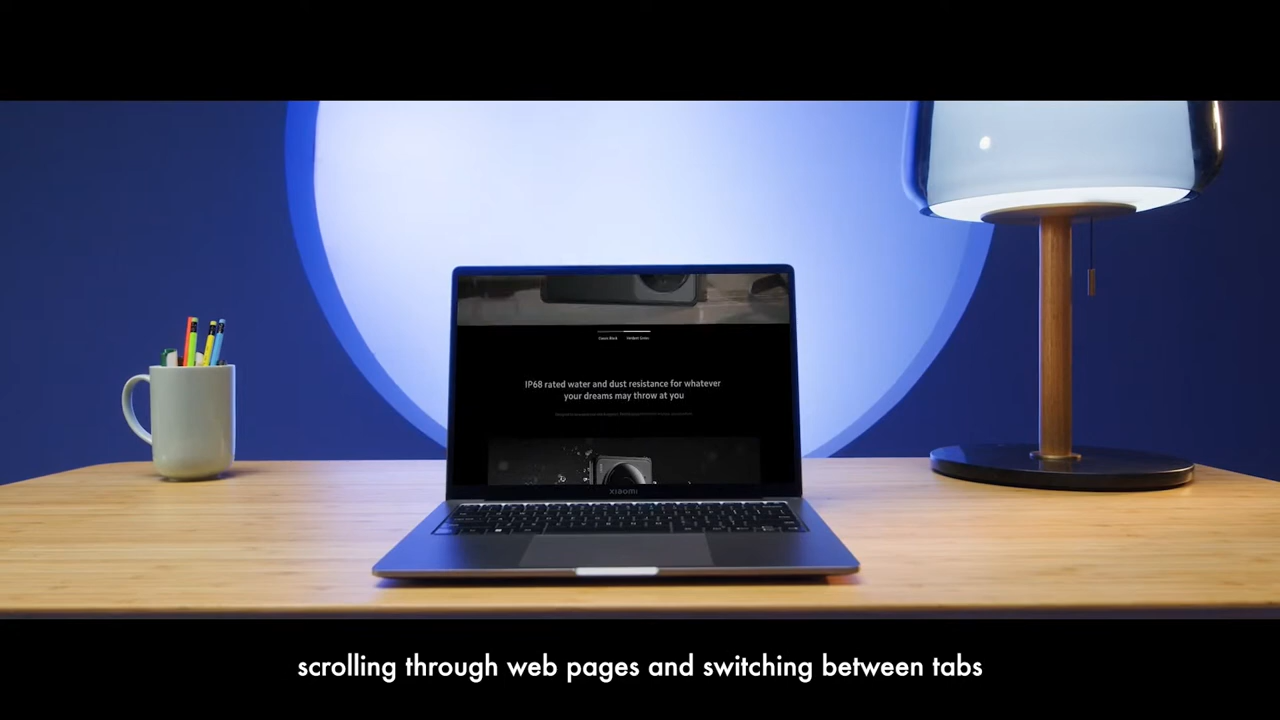 IP68 rated water and dust resistance for whatever
your dreams may throw at you
xiaomi
scrolling through web pages and switching between tabs